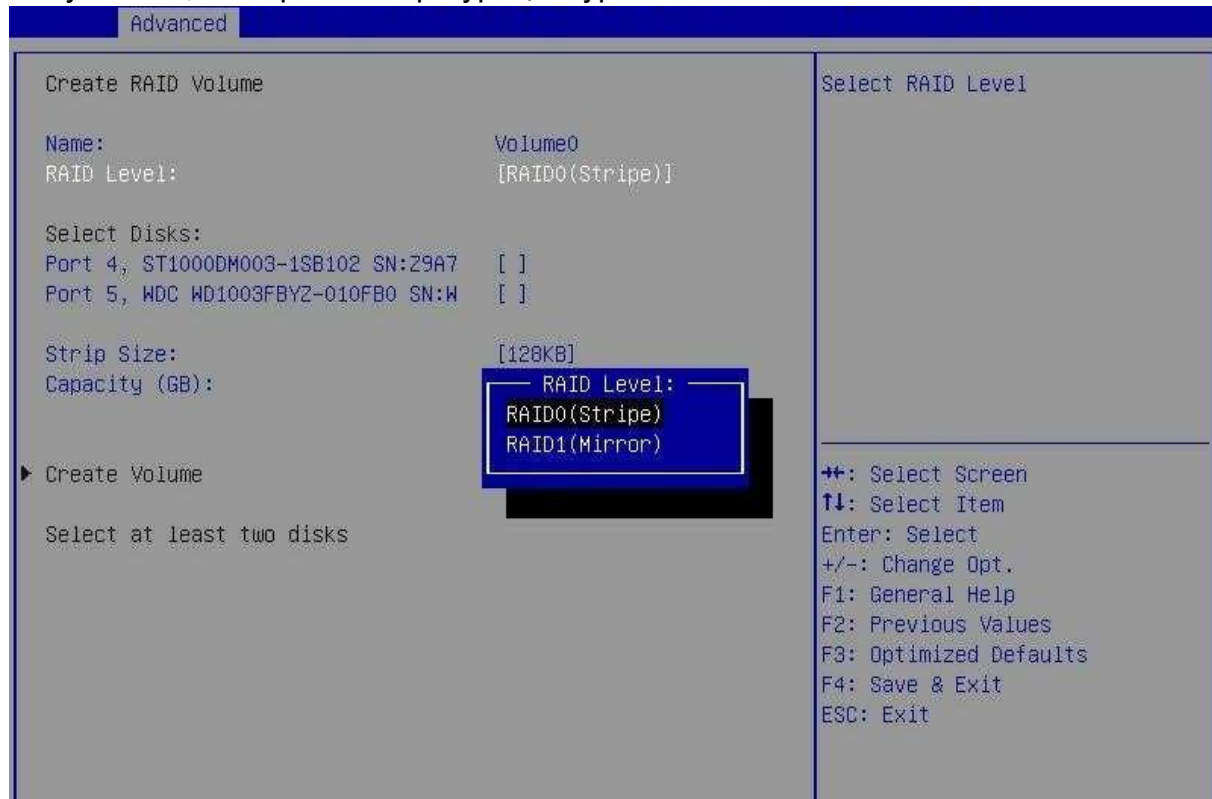 Advanced
Create RAID Volume
Name: Volume0
RAID Level: [RAID0(Stripe)]
Select Disks:
Port 4, ST1000DM003-1SB102 SN:Z9A7 [ ]
Port 5, WDC WD1003FBYZ-010FB0 SN:W [ ]
Strip Size: [128KB]
Capacity (GB):
RAID Level:
RAID0(Stripe)
RAID1(Mirror)
▶ Create Volume
Select at least two disks
Select RAID Level
→←: Select Screen
↑↓: Select Item
Enter: Select
+/-: Change Opt.
F1: General Help
F2: Previous Values
F3: Optimized Defaults
F4: Save & Exit
ESC: Exit